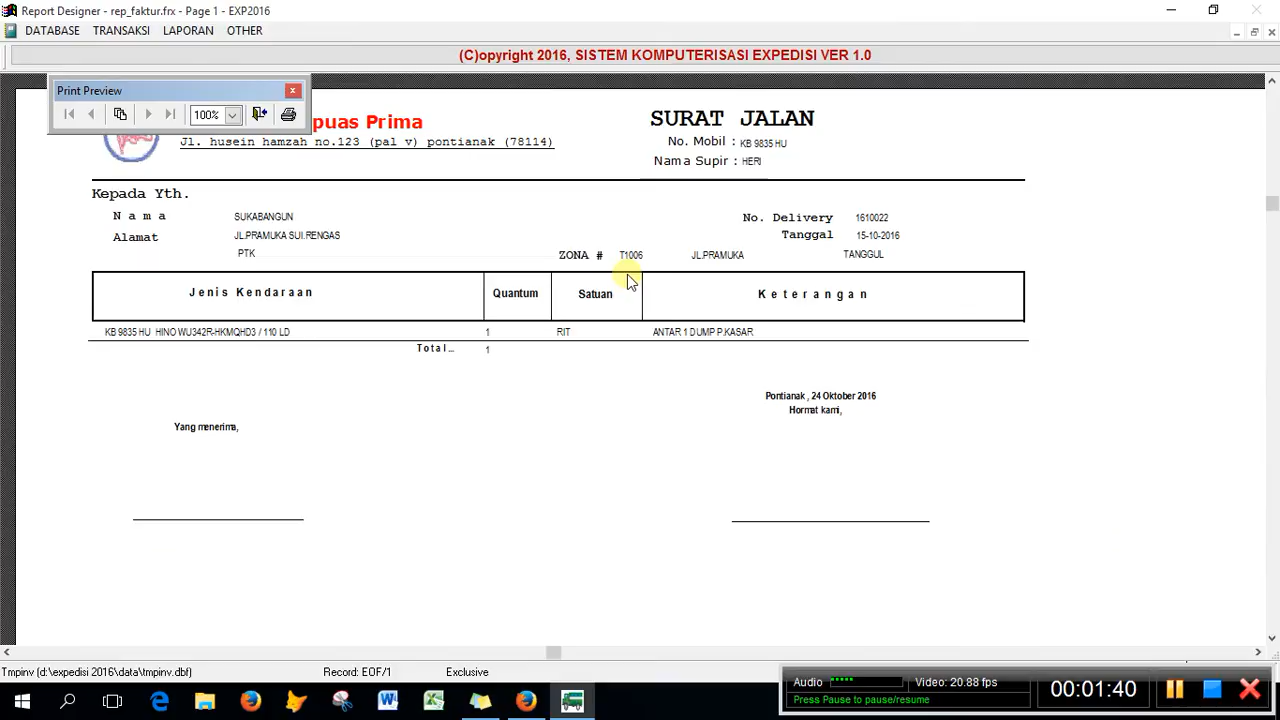 Report Designer - rep_faktur.frx - Page 1 - EXP2016
DATABASE TRANSAKSI LAPORAN OTHER
(C)opyright 2016, SISTEM KOMPUTERISASI EXPEDISI VER 1.0
Print Preview
100%
puas Prima
Jl. husein hamzah no.123 (pal v) pontianak (78114)
SURAT JALAN
No. Mobil : KB 9835 HU
Nama Supir : HERI
Kepada Yth.
N a m a SUKABANGUN
No. Delivery 1610022
Alamat JL.PRAMUKA SUI.RENGAS
Tanggal 15-10-2016
PTK ZONA # T1006 JL.PRAMUKA TANGGUL
Jenis Kendaraan Quantum Satuan Keterangan
KB 9835 HU HINO WU342R-HKMQHD3 / 110 LD 1 RIT ANTAR 1 DUMP P.KASAR
Total... 1
Pontianak , 24 Oktober 2016
Hormat kami,
Yang menerima,
Tmpinv (d:\expedisi 2016\data\tmpinv.dbf) Record: EOF/1 Exclusive
Audio Video: 20.88 fps
Press Pause to pause/resume
00:01:40